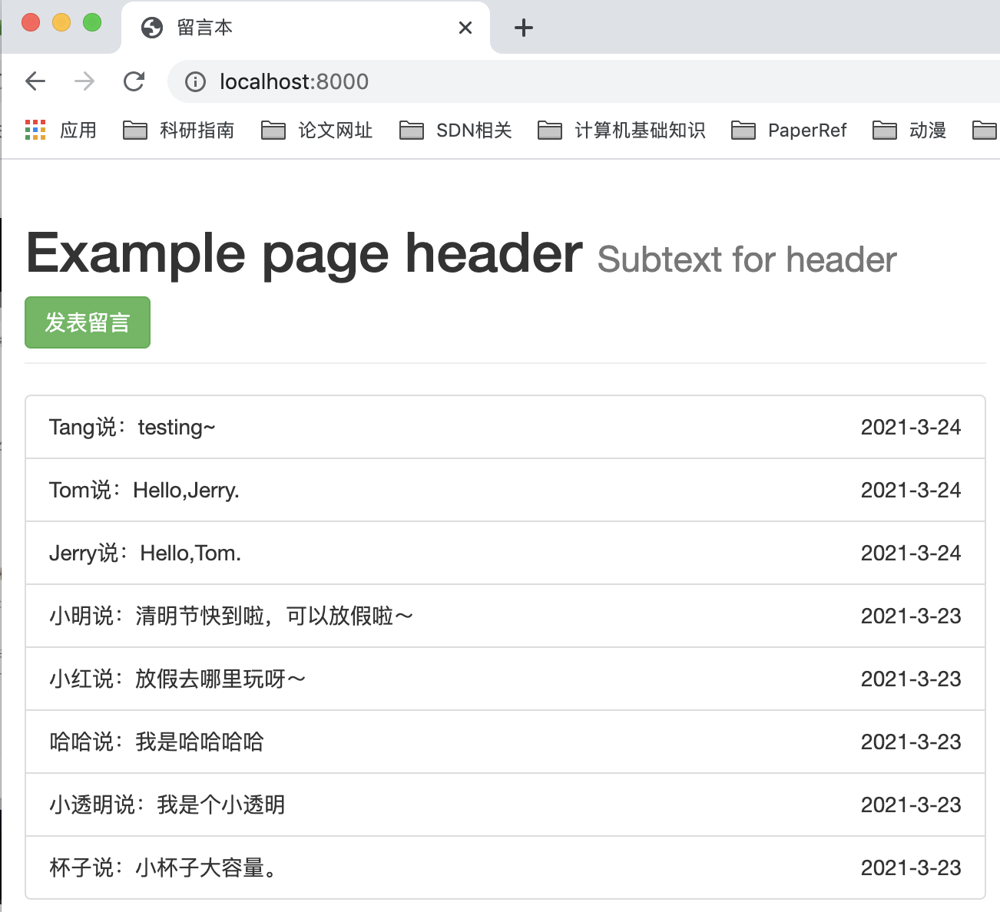 留言本
localhost:8000
应用 科研指南 论文网址 SDN相关 计算机基础知识 PaperRef 动漫
Example page header Subtext for header
发表留言
Tang说：testing~ 2021-3-24
Tom说：Hello,Jerry. 2021-3-24
Jerry说：Hello,Tom. 2021-3-24
小明说：清明节快到啦，可以放假啦～ 2021-3-23
小红说：放假去哪里玩呀～ 2021-3-23
哈哈说：我是哈哈哈哈 2021-3-23
小透明说：我是个小透明 2021-3-23
杯子说：小杯子大容量。 2021-3-23